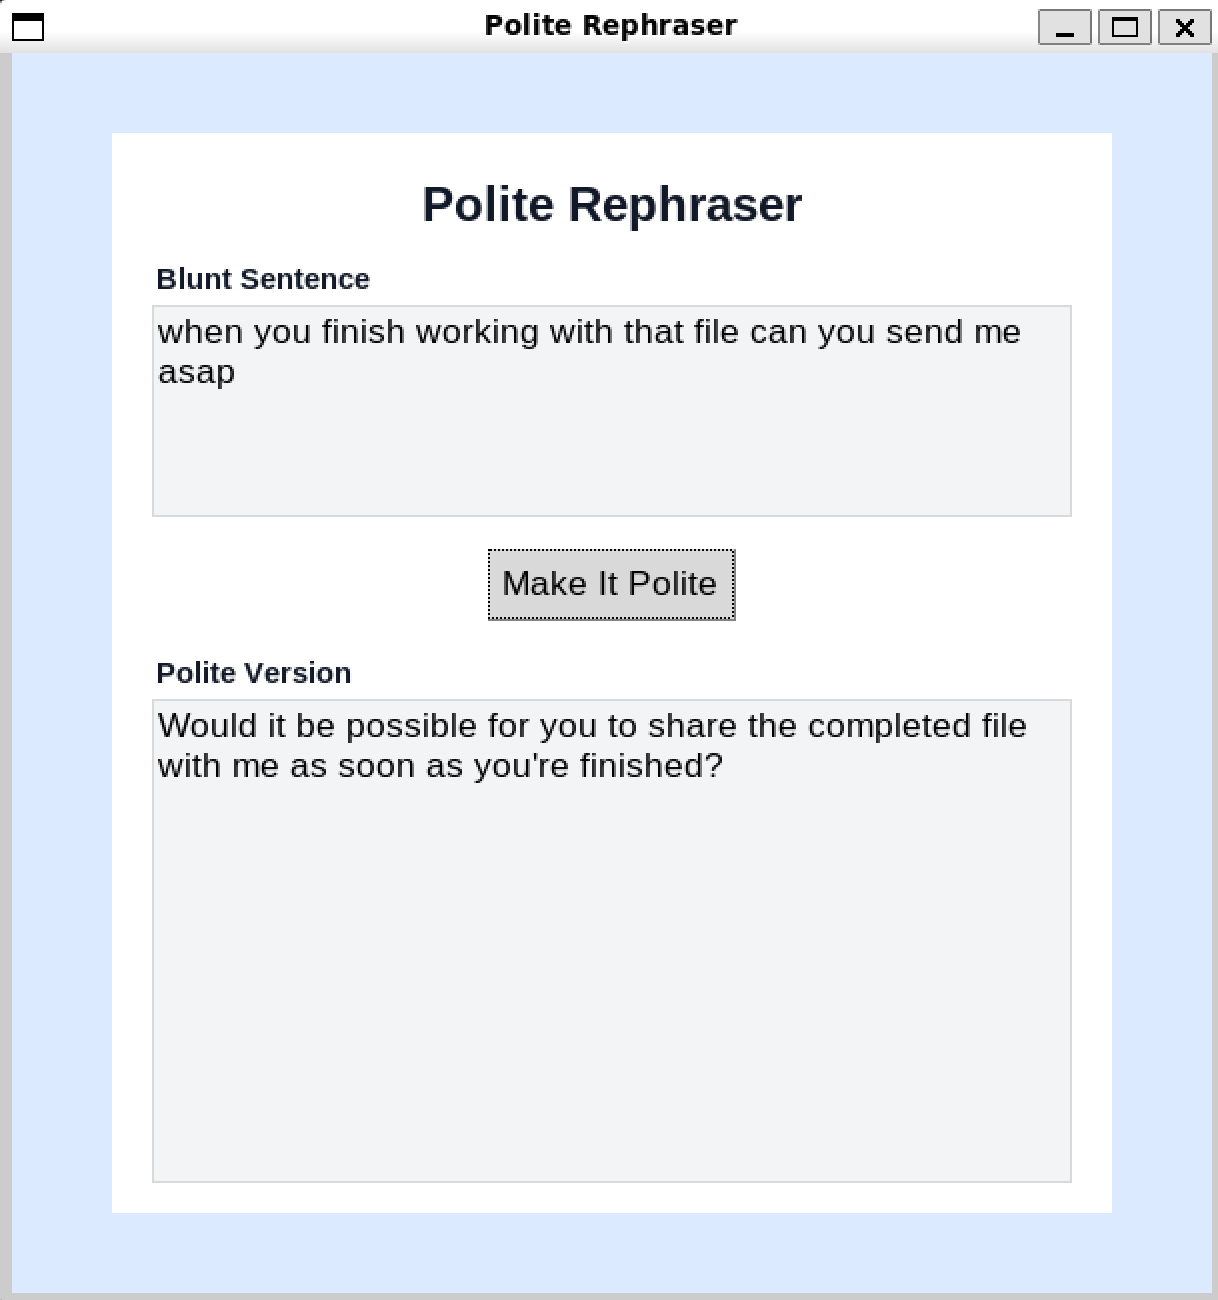 Polite Rephraser
Polite Rephraser
Blunt Sentence
when you finish working with that file can you send me
asap
Make It Polite
Polite Version
Would it be possible for you to share the completed file
with me as soon as you're finished?